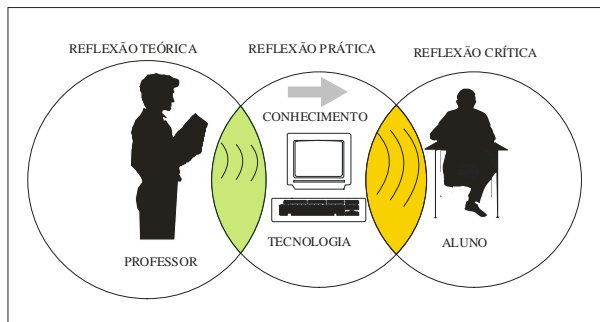 REFLEXÃO TEÓRICA
REFLEXÃO PRÁTICA
REFLEXÃO CRÍTICA
CONHECIMENTO
TECNOLOGIA
PROFESSOR
ALUNO